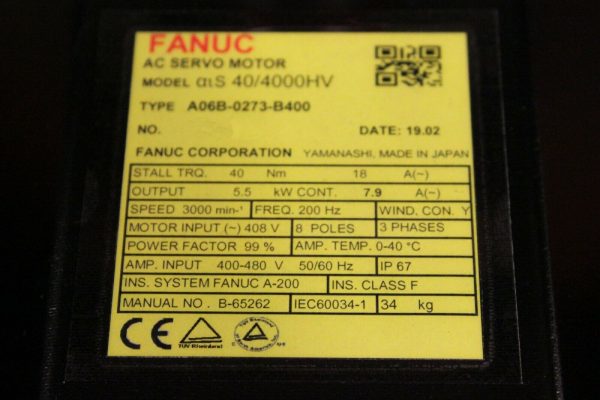 FANUC
AC SERVO MOTOR
MODEL αiS 40/4000HV
TYPE A06B-0273-B400
NO. DATE: 19.02
FANUC CORPORATION YAMANASHI, MADE IN JAPAN
STALL TRQ. 40 Nm 18 A(~)
OUTPUT 5.5 kW CONT. 7.9 A(~)
SPEED 3000 min⁻¹ FREQ. 200 Hz WIND. CON. Y
MOTOR INPUT (~) 408 V 8 POLES 3 PHASES
POWER FACTOR 99 % AMP. TEMP. 0-40 °C
AMP. INPUT 400-480 V 50/60 Hz IP 67
INS. SYSTEM FANUC A-200 INS. CLASS F
MANUAL NO. B-65262 IEC60034-1 34 kg
CE TÜV Rheinland